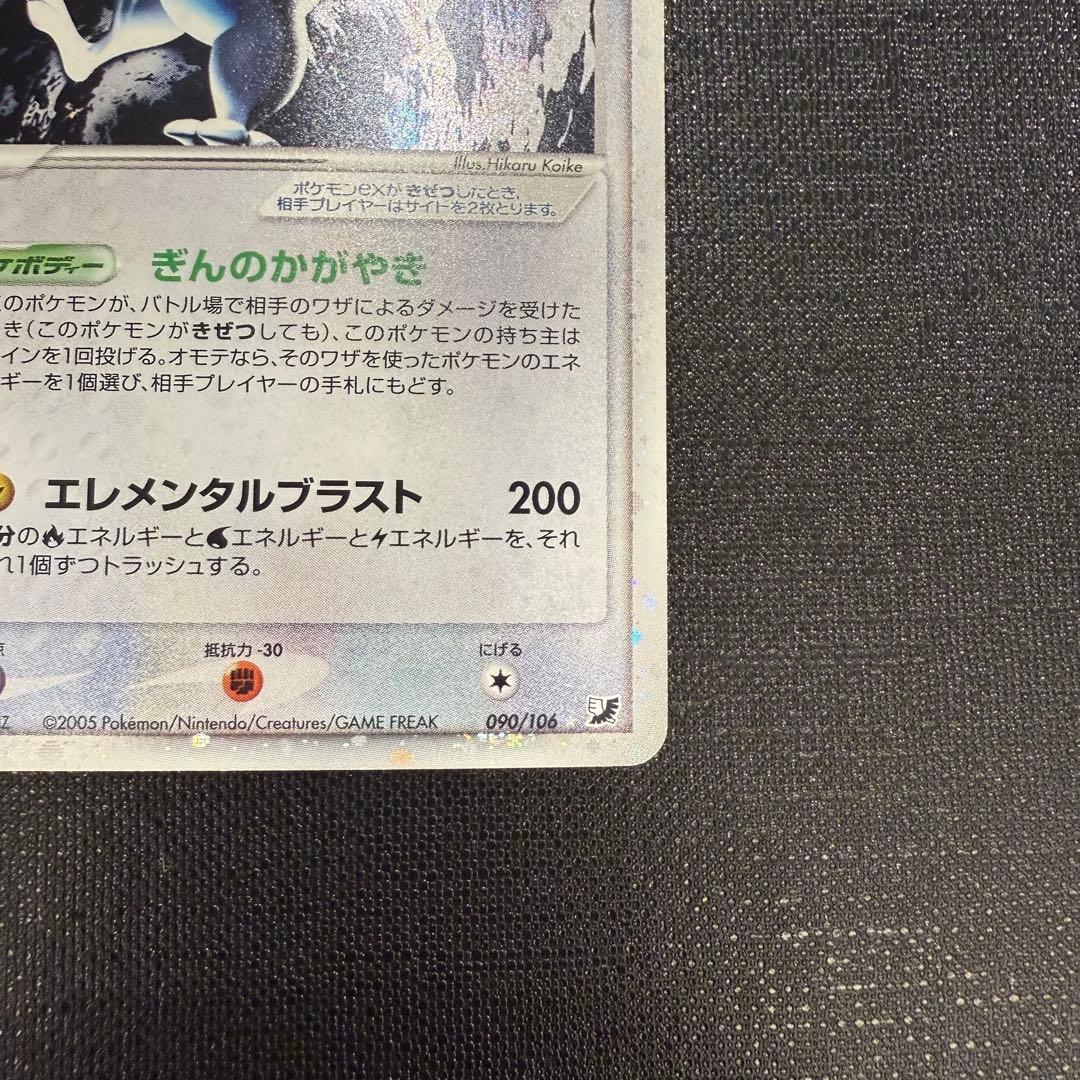 Illus.Hikaru Koike
ポケモンexが きぜつしたとき、
相手プレイヤーはサイドを2枚とります。
ケボディー ぎんのかがやき
のポケモンが、バトル場で相手のワザによるダメージを受けた
き(このポケモンがきぜつしても)、このポケモンの持ち主は
インを1回投げる。オモテなら、そのワザを使ったポケモンのエネ
ギーを1個選び、相手プレイヤーの手札にもどす。
エレメンタルブラスト 200
分のエネルギーとエネルギーとエネルギーを、それ
れ1個ずつトラッシュする。
抵抗力 -30 にげる
©2005 Pokémon/Nintendo/Creatures/GAME FREAK 090/106